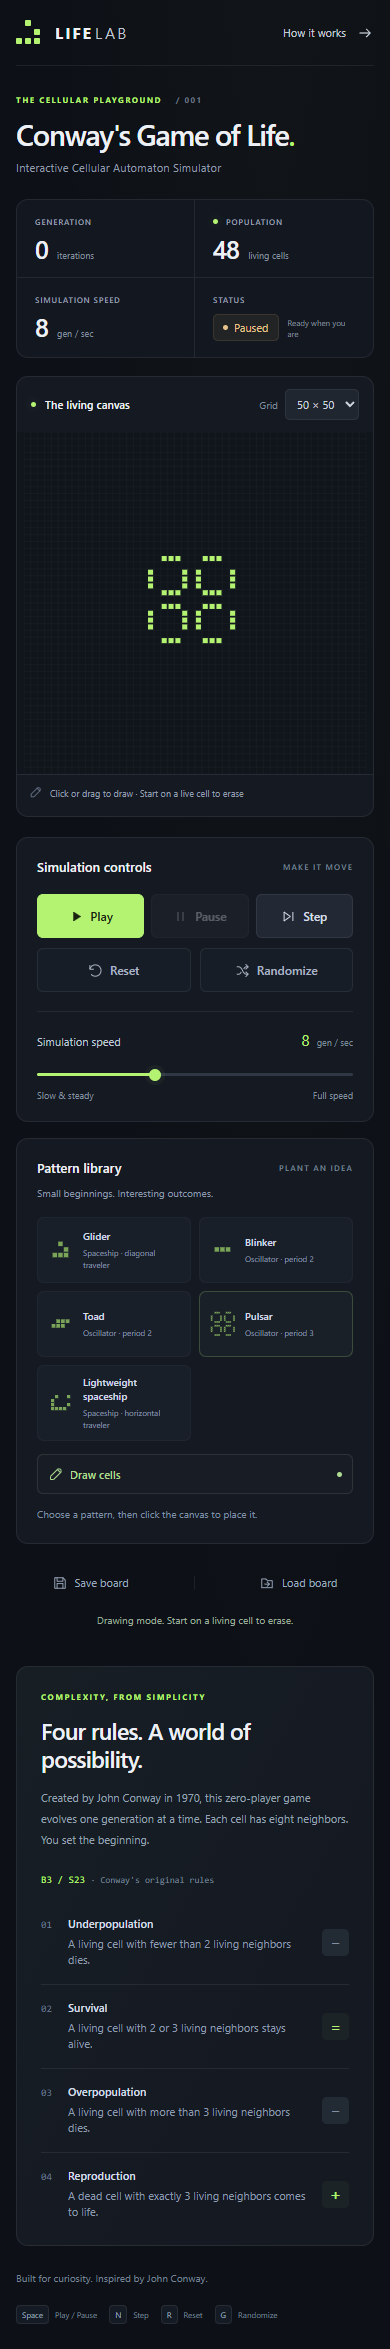 LIFELAB
How it works
THE CELLULAR PLAYGROUND / 001
Conway's Game of Life.
Interactive Cellular Automaton Simulator
GENERATION
0 iterations
POPULATION
48 living cells
SIMULATION SPEED
8 gen / sec
STATUS
Paused
Ready when you
are
The living canvas
Grid
50 × 50
Click or drag to draw · Start on a live cell to erase
Simulation controls
MAKE IT MOVE
Play
Pause
Step
Reset
Randomize
Simulation speed
8 gen / sec
Slow & steady
Full speed
Pattern library
PLANT AN IDEA
Small beginnings. Interesting outcomes.
Glider
Spaceship · diagonal
traveler
Blinker
Oscillator · period 2
Toad
Oscillator · period 2
Pulsar
Oscillator · period 3
Lightweight
spaceship
Spaceship · horizontal
traveler
Draw cells
Choose a pattern, then click the canvas to place it.
Save board
Load board
Drawing mode. Start on a living cell to erase.
COMPLEXITY, FROM SIMPLICITY
Four rules. A world of
possibility.
Created by John Conway in 1970, this zero-player game
evolves one generation at a time. Each cell has eight neighbors.
You set the beginning.
B3 / S23 · Conway's original rules
01 Underpopulation
A living cell with fewer than 2 living neighbors
dies.
−
02 Survival
A living cell with 2 or 3 living neighbors stays
alive.
=
03 Overpopulation
A living cell with more than 3 living neighbors
dies.
−
04 Reproduction
A dead cell with exactly 3 living neighbors comes
to life.
+
Built for curiosity. Inspired by John Conway.
Space Play / Pause N Step R Reset G Randomize